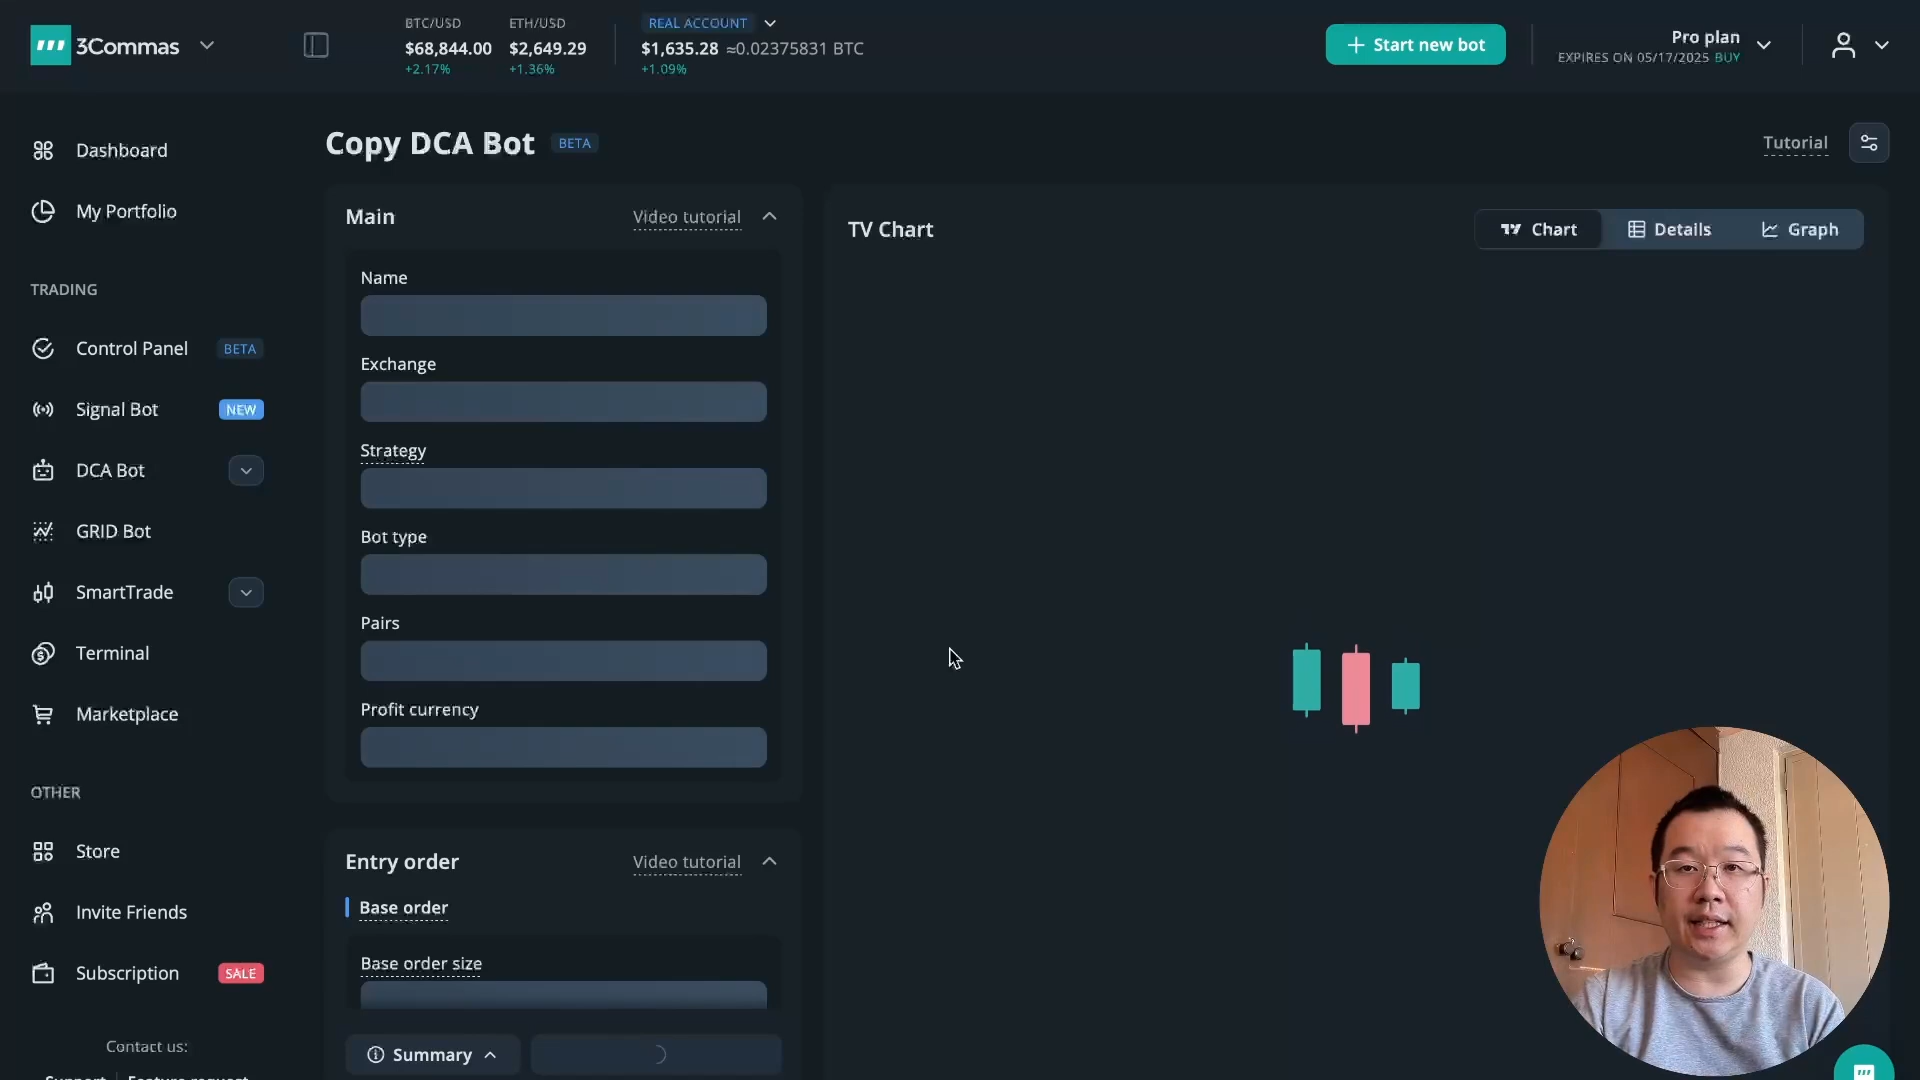 3Commas
BTC/USD
$68,844.00
+2.17%
ETH/USD
$2,649.29
+1.36%
REAL ACCOUNT
$1,635.28 ≈0.02375831 BTC
+1.09%
Start new bot
Pro plan
EXPIRES ON 05/17/2025 BUY
Dashboard
My Portfolio
TRADING
Control Panel BETA
Signal Bot NEW
DCA Bot
GRID Bot
SmartTrade
Terminal
Marketplace
OTHER
Store
Invite Friends
Subscription SALE
Contact us:
Support | Feature request
Copy DCA Bot BETA
Tutorial
Main Video tutorial
Name
Exchange
Strategy
Bot type
Pairs
Profit currency
Entry order Video tutorial
Base order
Base order size
Summary
TV Chart
Chart
Details
Graph